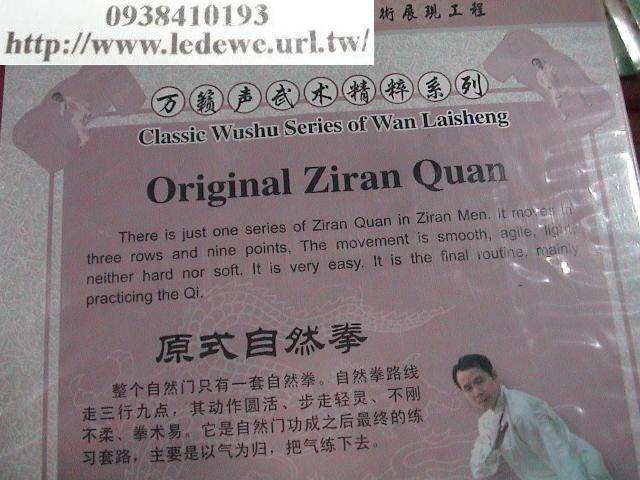 0938410193
http://www.ledewe.url.tw/
術展現工程
万籁声武术精粹系列
Classic Wushu Series of Wan Laisheng
Original Ziran Quan
There is just one series of Ziran Quan in Ziran Men. It moves in
three rows and nine points, The movement is smooth, agile, light,
neither hard nor soft. It is very easy. It is the final routine, mainly
practicing the Qi.
原式自然拳
整个自然门只有一套自然拳。自然拳路线
走三行九点，其动作圆活、步走轻灵、不刚
不柔、拳术易。它是自然门功成之后最终的练
习套路，主要是以气为归，把气练下去。